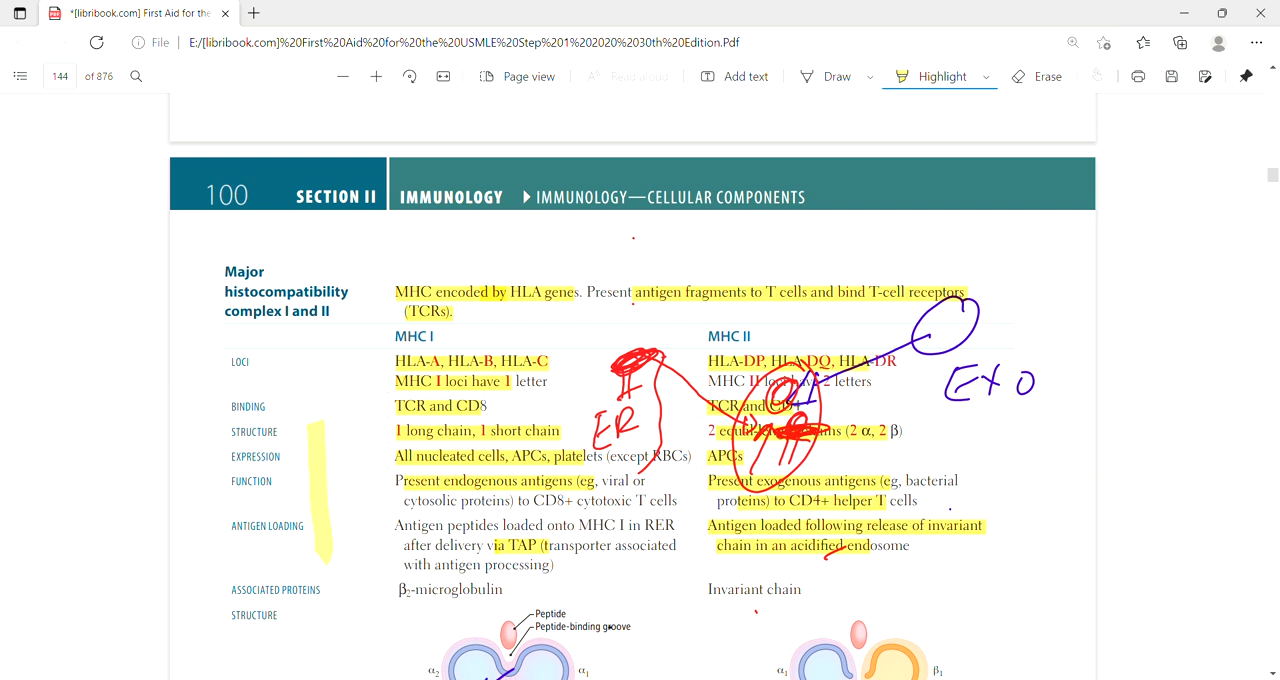 *[libribook.com] First Aid for the
File
E:/[libribook.com]%20First%20Aid%20for%20the%20USMLE%20Step%201%202020%2030th%20Edition.Pdf
144 of 876
Page view
Read aloud
Add text
Draw
Highlight
Erase
100 SECTION II IMMUNOLOGY IMMUNOLOGY—CELLULAR COMPONENTS
Major
histocompatibility
complex I and II
MHC encoded by HLA genes. Present antigen fragments to T cells and bind T-cell receptors
(TCRs).
MHC I MHC II
LOCI HLA-A, HLA-B, HLA-C HLA-DP, HLA-DQ, HLA-DR
MHC I loci have 1 letter MHC II loci have 2 letters
EXO
BINDING TCR and CD8 TCR and CD4
ER
STRUCTURE 1 long chain, 1 short chain 2 (2 α, 2 β)
EXPRESSION All nucleated cells, APCs, platelets (except RBCs) APCs
FUNCTION Present endogenous antigens (eg, viral or Present exogenous antigens (eg, bacterial
cytosolic proteins) to CD8+ cytotoxic T cells proteins) to CD4+ helper T cells
ANTIGEN LOADING Antigen peptides loaded onto MHC I in RER Antigen loaded following release of invariant
after delivery via TAP (transporter associated chain in an acidified endosome
with antigen processing)
ASSOCIATED PROTEINS β2-microglobulin Invariant chain
STRUCTURE
Peptide
Peptide-binding groove
α2 α1 α1 β1